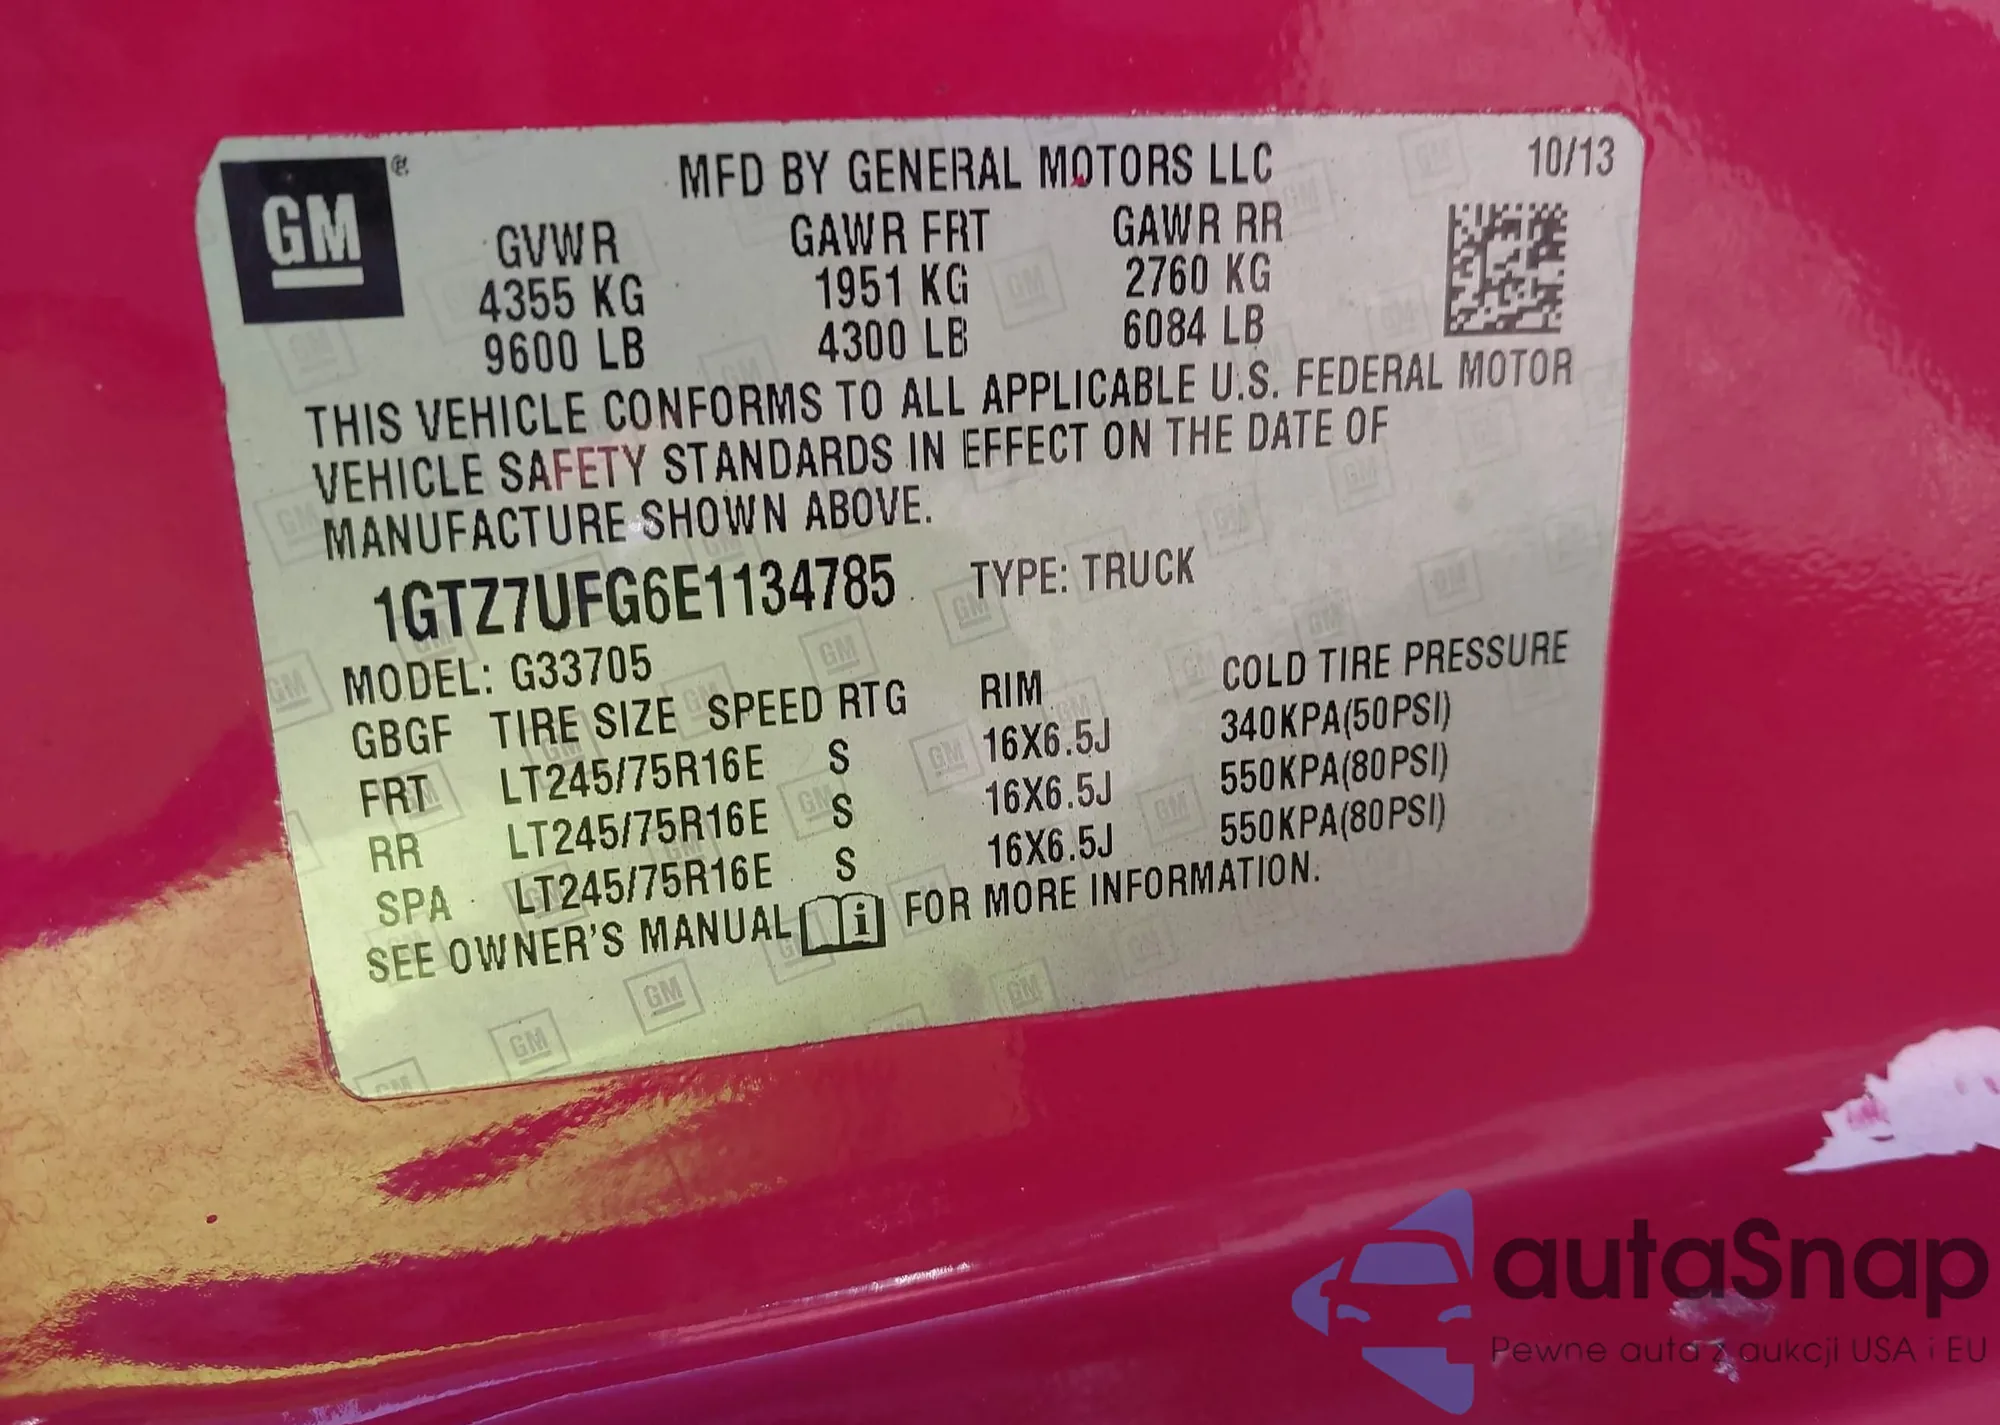 GM ®
MFD BY GENERAL MOTORS LLC 10/13
GVWR GAWR FRT GAWR RR
4355 KG 1951 KG 2760 KG
9600 LB 4300 LB 6084 LB
THIS VEHICLE CONFORMS TO ALL APPLICABLE U.S. FEDERAL MOTOR
VEHICLE SAFETY STANDARDS IN EFFECT ON THE DATE OF
MANUFACTURE SHOWN ABOVE.
1GTZ7UFG6E1134785 TYPE: TRUCK
MODEL: G33705
GBGF TIRE SIZE SPEED RTG RIM COLD TIRE PRESSURE
FRT LT245/75R16E S 16X6.5J 340KPA(50PSI)
RR LT245/75R16E S 16X6.5J 550KPA(80PSI)
SPA LT245/75R16E S 16X6.5J 550KPA(80PSI)
SEE OWNER'S MANUAL i FOR MORE INFORMATION.
autaSnap
Pewne auta z aukcji USA i EU